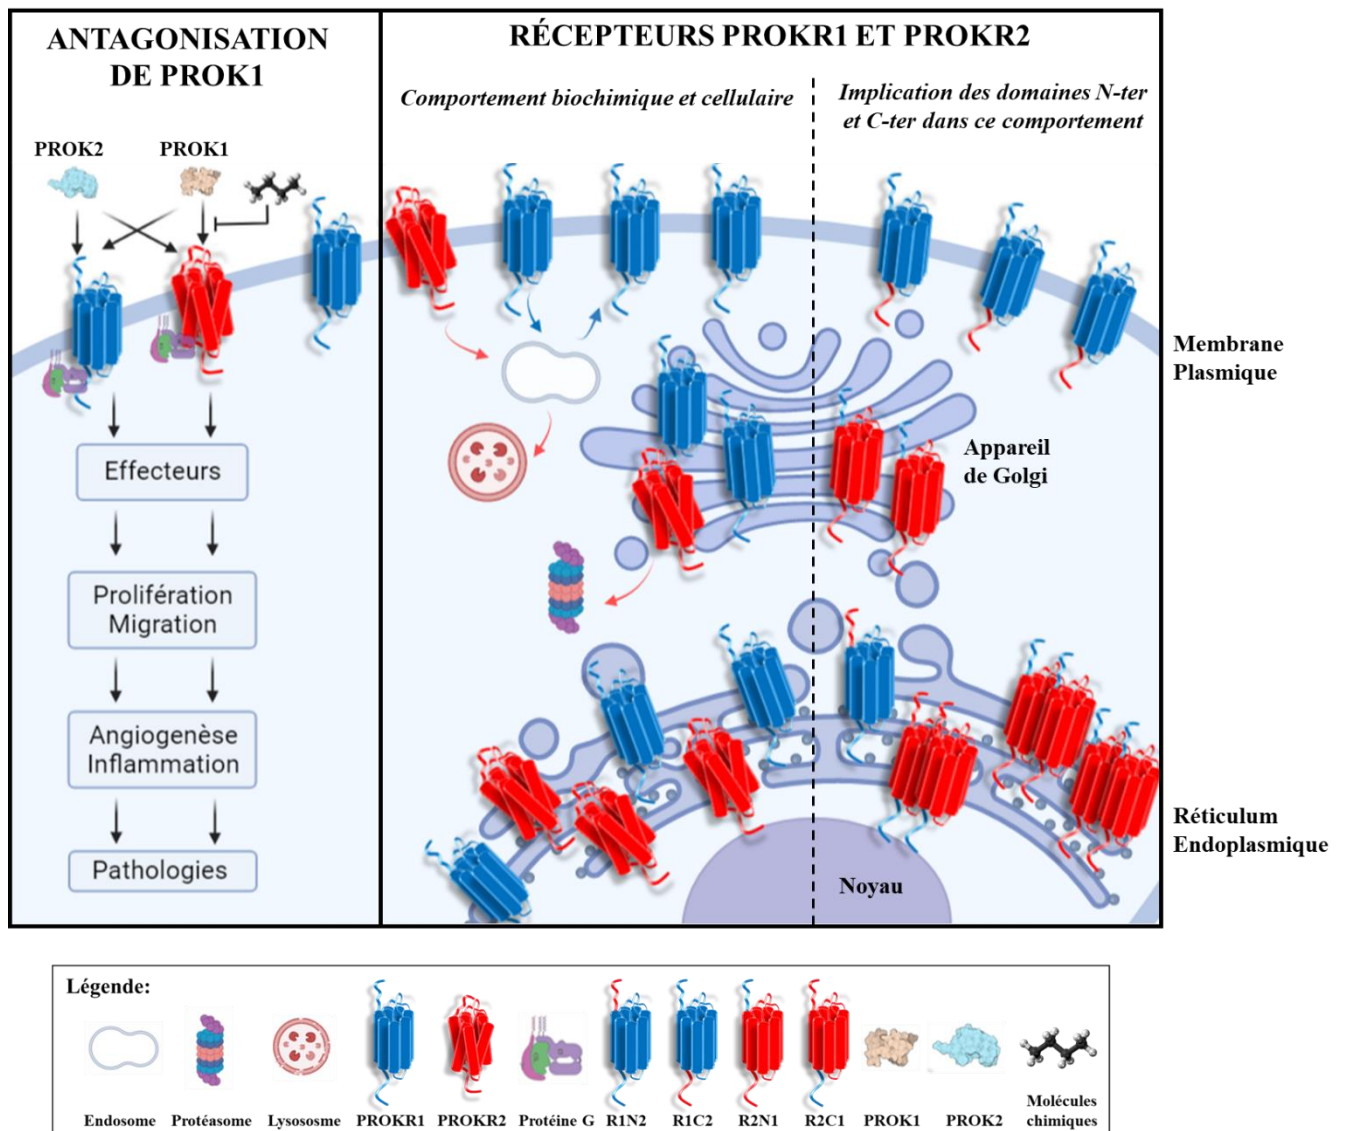 ANTAGONISATION
DE PROK1
RÉCEPTEURS PROKR1 ET PROKR2
Comportement biochimique et cellulaire
Implication des domaines N-ter
et C-ter dans ce comportement
PROK2
PROK1
Effecteurs
Prolifération
Migration
Angiogenèse
Inflammation
Pathologies
Membrane
Plasmique
Appareil
de Golgi
Réticulum
Endoplasmique
Noyau
Légende:
Endosome
Protéasome
Lysososme
PROKR1
PROKR2
Protéine G
R1N2
R1C2
R2N1
R2C1
PROK1
PROK2
Molécules
chimiques